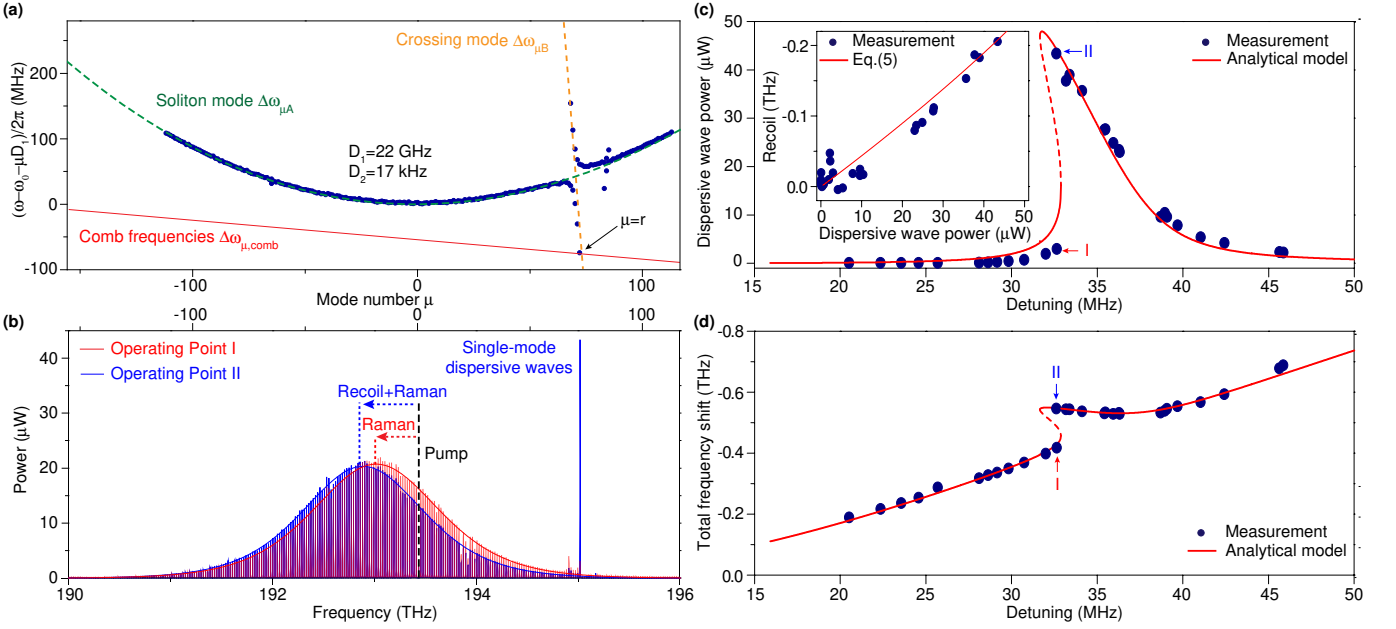 (a)
(ω-ω₀-μD₁)/2π (MHz)
200
100
0
-100
Crossing mode Δω_μB
Soliton mode Δω_μA
D₁=22 GHz
D₂=17 kHz
μ=r
Comb frequencies Δω_μ,comb
-100
0
100
Mode number μ
(b)
-100
0
100
Power (μW)
40
30
20
10
0
Operating Point I
Operating Point II
Single-mode
dispersive waves
Recoil+Raman
Raman
Pump
190
192
194
196
Frequency (THz)
(c)
Dispersive wave power (μW)
50
40
30
20
10
0
Recoil (THz)
-0.2
-0.1
0.0
Measurement
Eq.(5)
0
10
20
30
40
50
Dispersive wave power (μW)
II
Measurement
Analytical model
I
15
20
25
30
35
40
45
50
Detuning (MHz)
(d)
Total frequency shift (THz)
-0.8
-0.6
-0.4
-0.2
0.0
II
I
Measurement
Analytical model
15
20
25
30
35
40
45
50
Detuning (MHz)